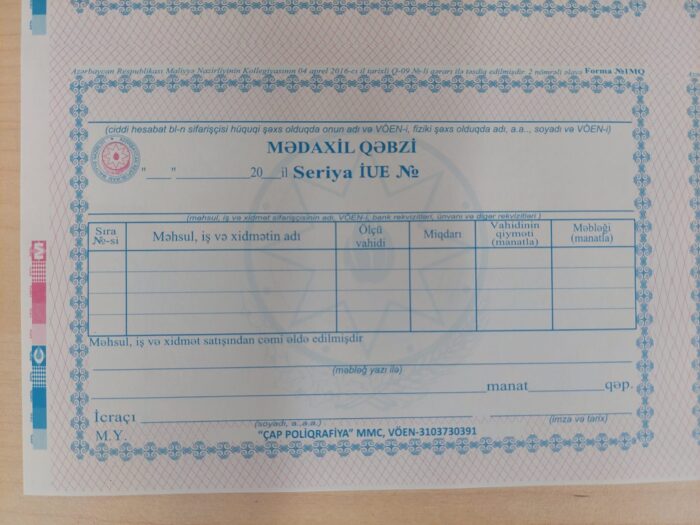 Azərbaycan Respublikası Maliyyə Nazirliyinin Kollegiyasının 04 aprel 2016-cı il tarixli Q-09 №-li qərarı ilə təsdiq edilmişdir. 2 nömrəli əlavə Forma №1MQ
(ciddi hesabat bl-n sifarişçisi hüquqi şəxs olduqda onun adı və VÖEN-i, fiziki şəxs olduqda adı, a.a.., soyadı və VÖEN-i)
MƏDAXİL QƏBZİ
"___"__________20__il Seriya İUE №
(məhsul, iş və xidmət sifarişçisinin adı, VÖEN-i, bank rekvizitləri, ünvanı və digər rekvizitləri )
Sıra №-si Məhsul, iş və xidmətin adı Ölçü vahidi Miqdarı Vahidinin qiyməti (manatla) Məbləği (manatla)
Məhsul, iş və xidmət satışından cəmi əldə edilmişdir
(məbləğ yazı ilə)
manat__________qəp.
İcraçı
(soyadı, a..a.a.) (imza və tarix)
M.Y. "ÇAP POLİQRAFİYA" MMC, VÖEN-3103730391